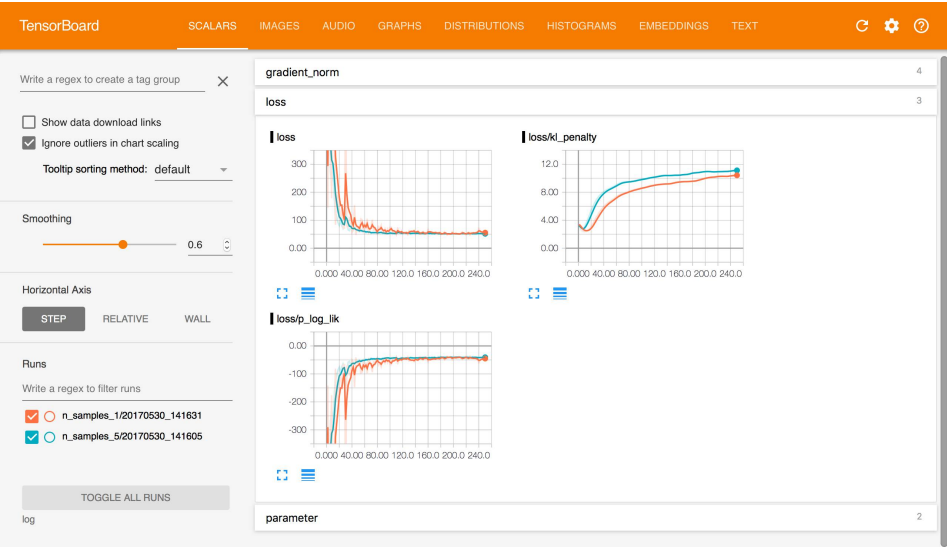 TensorBoard SCALARS IMAGES AUDIO GRAPHS DISTRIBUTIONS HISTOGRAMS EMBEDDINGS TEXT
Write a regex to create a tag group
Show data download links
Ignore outliers in chart scaling
Tooltip sorting method: default
Smoothing
0.6
Horizontal Axis
STEP RELATIVE WALL
Runs
Write a regex to filter runs
n_samples_1/20170530_141631
n_samples_5/20170530_141605
TOGGLE ALL RUNS
log
gradient_norm 4
loss 3
loss
300
200
100
0.00
0.000 40.00 80.00 120.0 160.0 200.0 240.0
loss/kl_penalty
12.0
8.00
4.00
0.00
0.000 40.00 80.00 120.0 160.0 200.0 240.0
loss/p_log_lik
0.00
-100
-200
-300
0.000 40.00 80.00 120.0 160.0 200.0 240.0
parameter 2